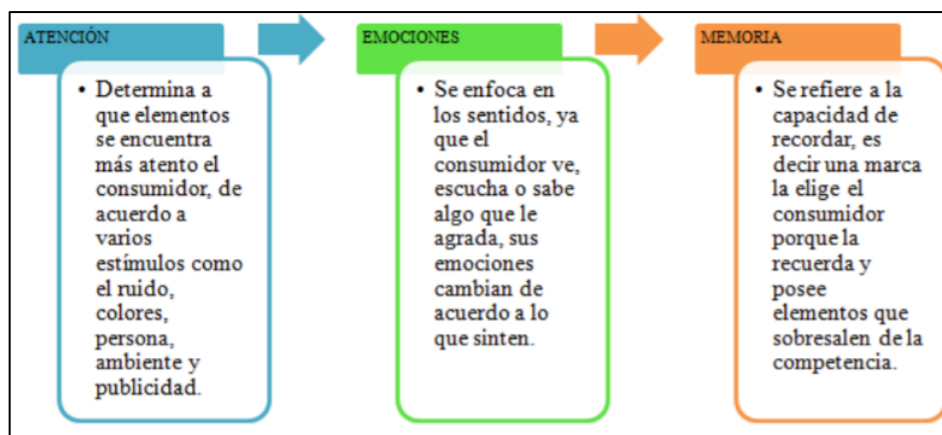 ATENCIÓN
• Determina a
que elementos
se encuentra
más atento el
consumidor, de
acuerdo a
varios
estímulos como
el ruido,
colores,
persona,
ambiente y
publicidad.
EMOCIONES
• Se enfoca en
los sentidos, ya
que el
consumidor ve,
escucha o sabe
algo que le
agrada, sus
emociones
cambian de
acuerdo a lo
que sinten.
MEMORIA
• Se refiere a la
capacidad de
recordar, es
decir una marca
la elige el
consumidor
porque la
recuerda y
posee
elementos que
sobresalen de la
competencia.